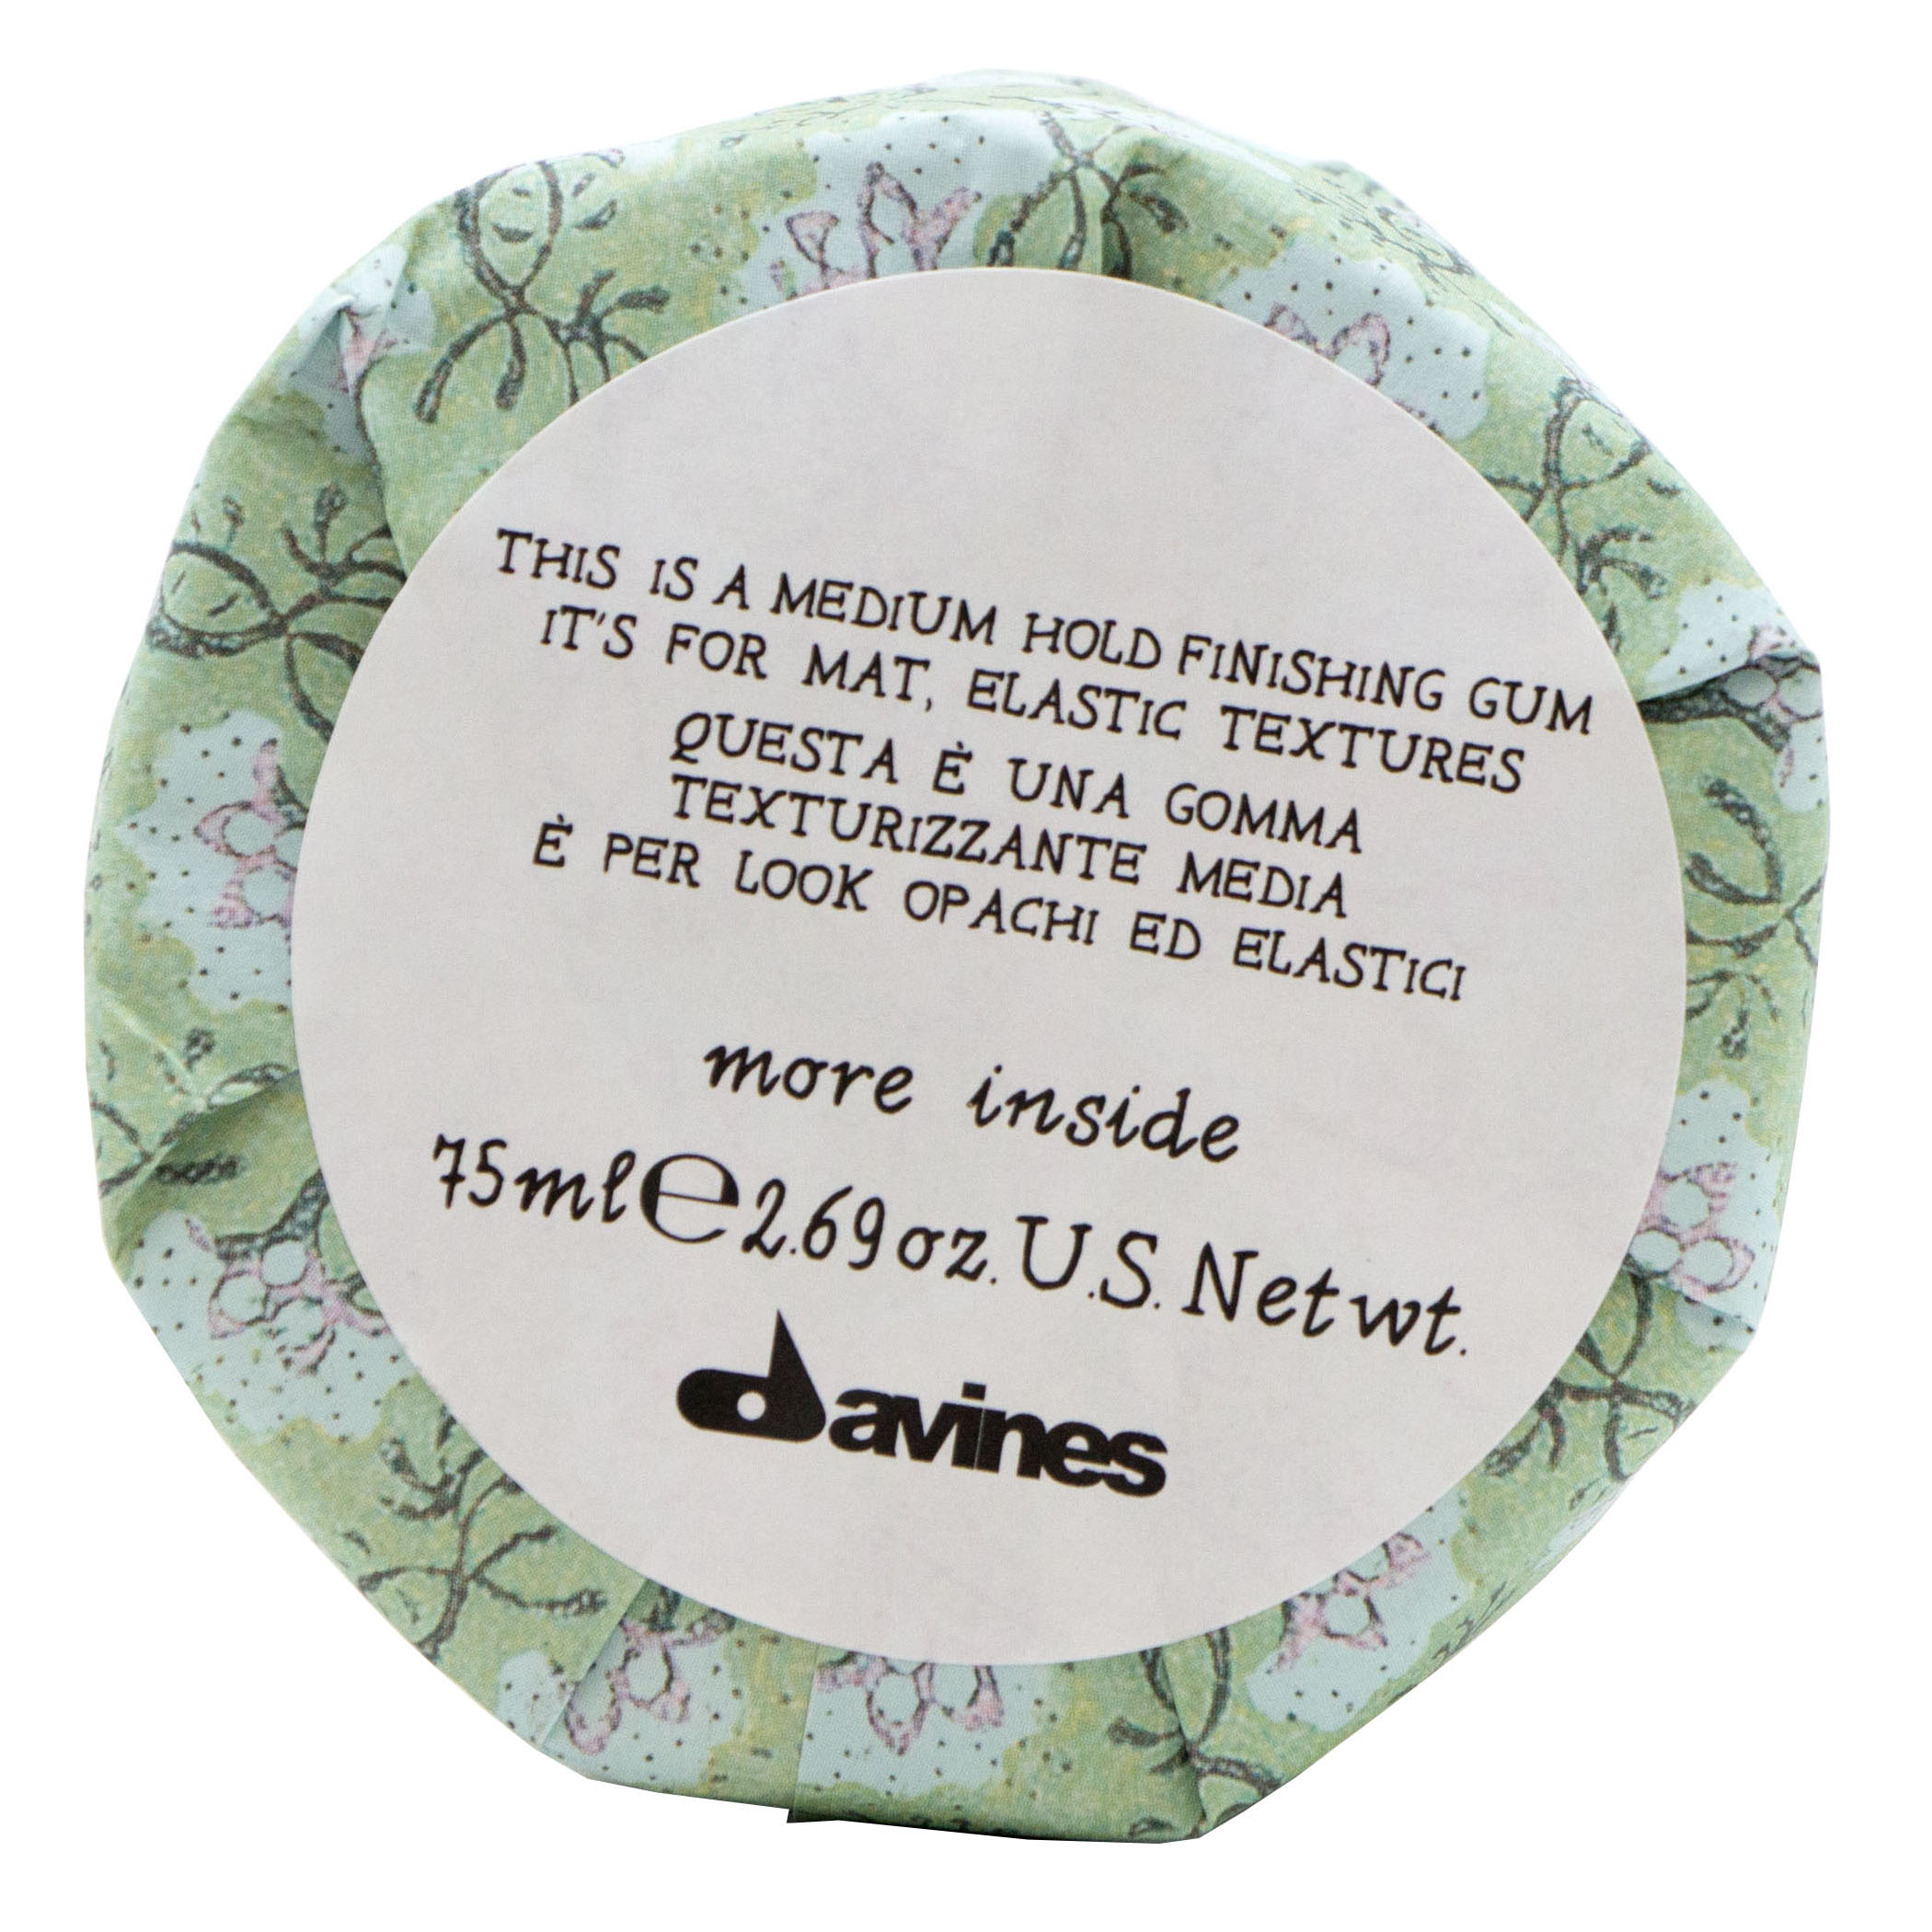 THIS IS A MEDIUM HOLD FINISHING GUM
IT'S FOR MAT, ELASTIC TEXTURES
QUESTA È UNA GOMMA
TEXTURIZZANTE MEDIA
È PER LOOK OPACHI ED ELASTICI
more inside
75ml℮2.69oz.U.S.Netwt.
davines